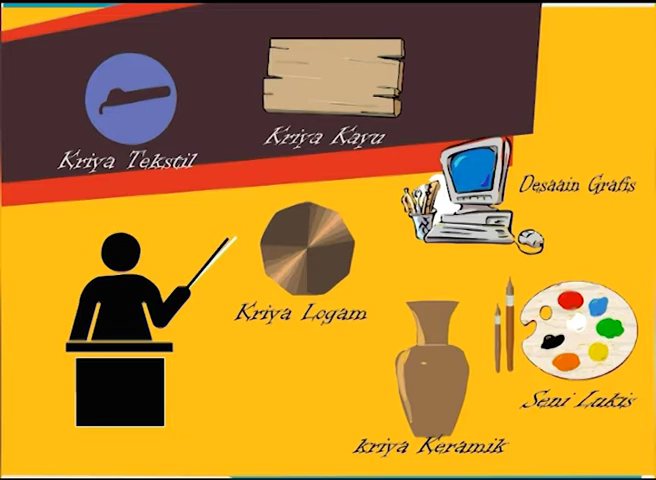 Kriya Tekstil
Kriya Kayu
Desaain Grafis
Kriya Logam
Seni Lukis
kriya Keramik